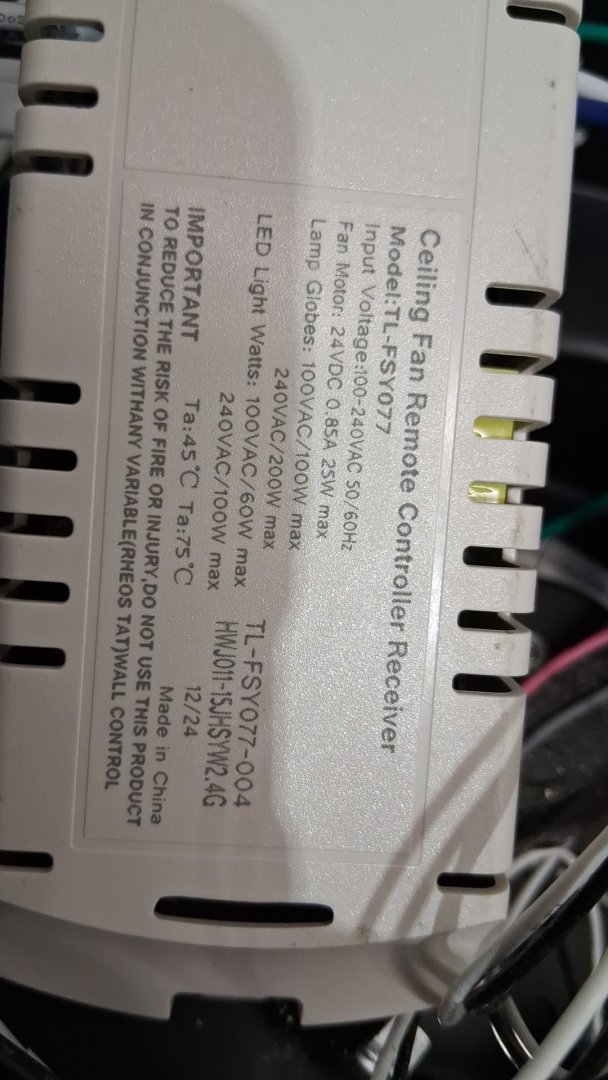 Ceiling Fan Remote Controller Receiver
Model:TL-FSY077
Input Voltage:100-240VAC 50/60Hz
Fan Motor: 24VDC 0.85A 25W max
Lamp Globes: 100VAC/100W max
240VAC/200W max
LED Light Watts: 100VAC/60W max
240VAC/100W max
TL-FSY077-004
HWJ011-15JHSYW2.4G
IMPORTANT Ta:45℃ Ta:75℃ 12/24
Made in China
TO REDUCE THE RISK OF FIRE OR INJURY,DO NOT USE THIS PRODUCT
IN CONJUNCTION WITHANY VARIABLE(RHEOS TAT)WALL CONTROL